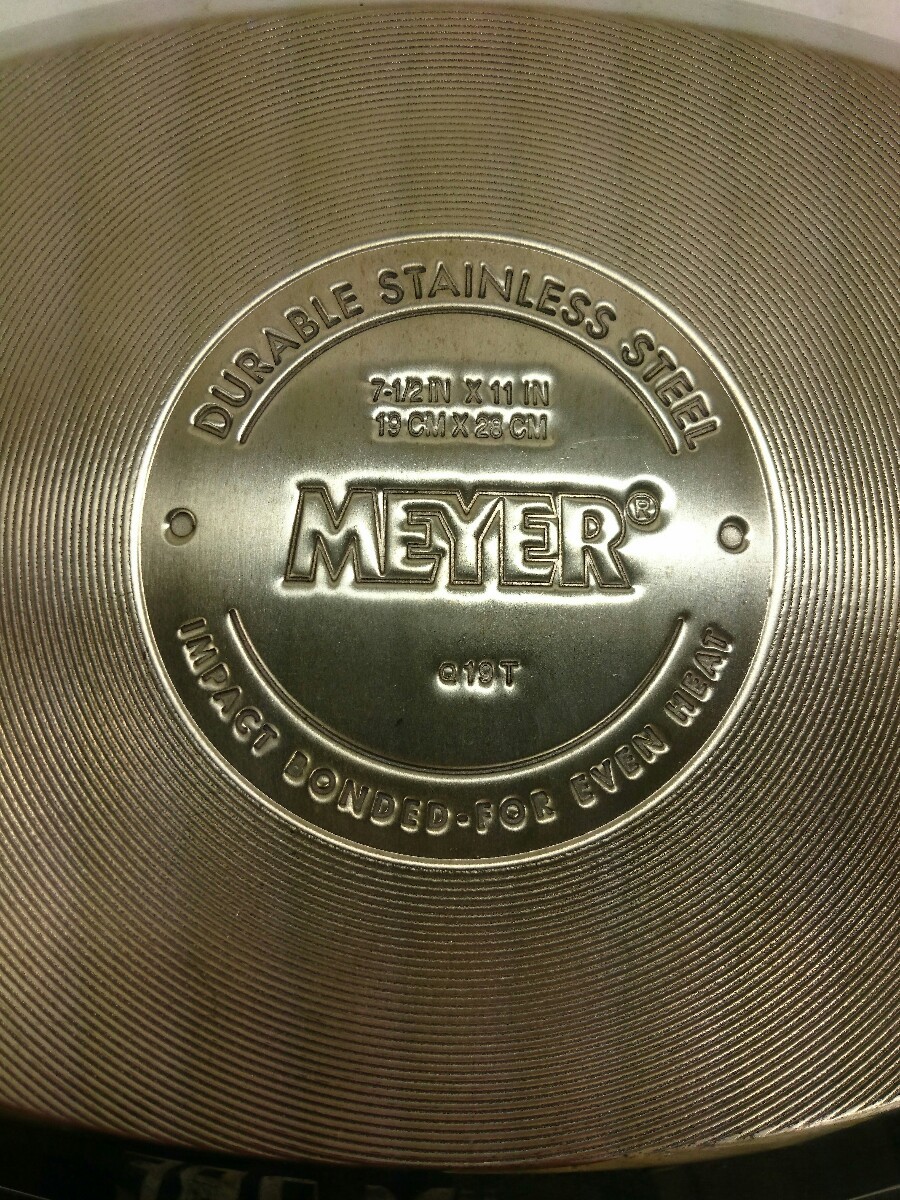 DURABLE STAINLESS STEEL
7-1/2 IN X 11 IN
19 CM X 28 CM
MEYER®
Q19T
IMPACT BONDED·FOR EVEN HEAT